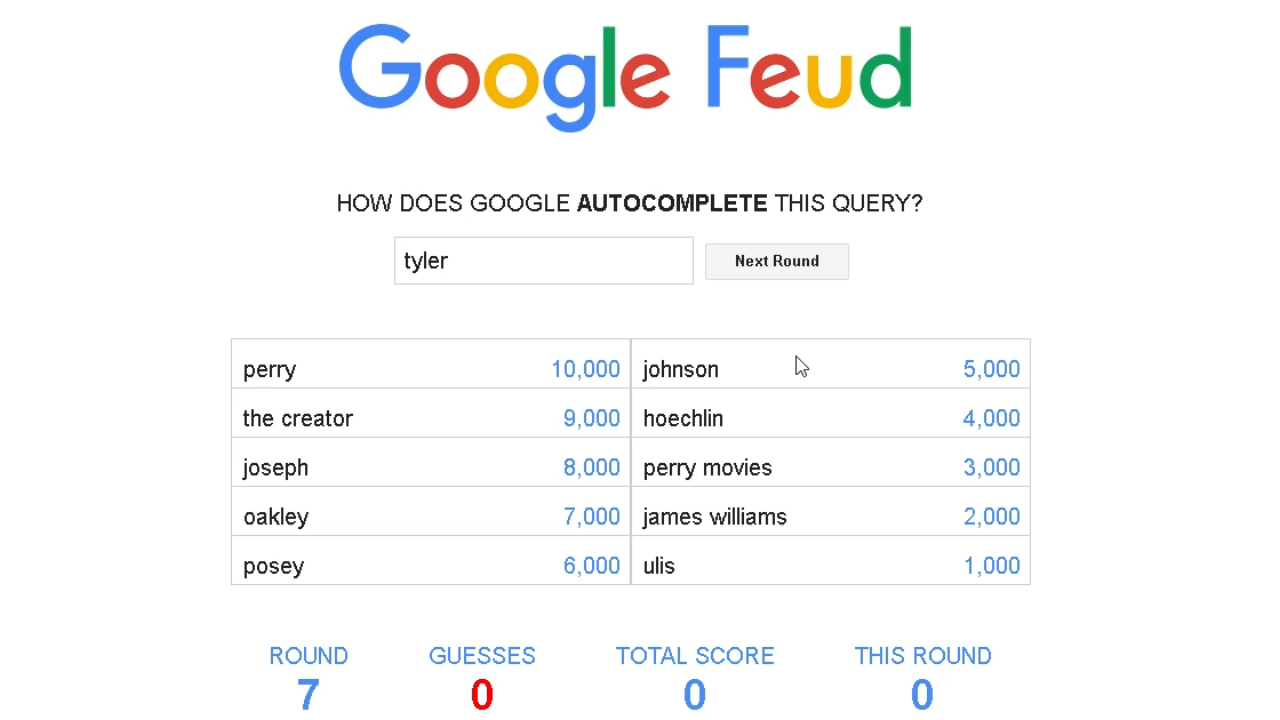 Google Feud
HOW DOES GOOGLE AUTOCOMPLETE THIS QUERY?
tyler
Next Round
perry 10,000 johnson 5,000
the creator 9,000 hoechlin 4,000
joseph 8,000 perry movies 3,000
oakley 7,000 james williams 2,000
posey 6,000 ulis 1,000
ROUND GUESSES TOTAL SCORE THIS ROUND
7 0 0 0